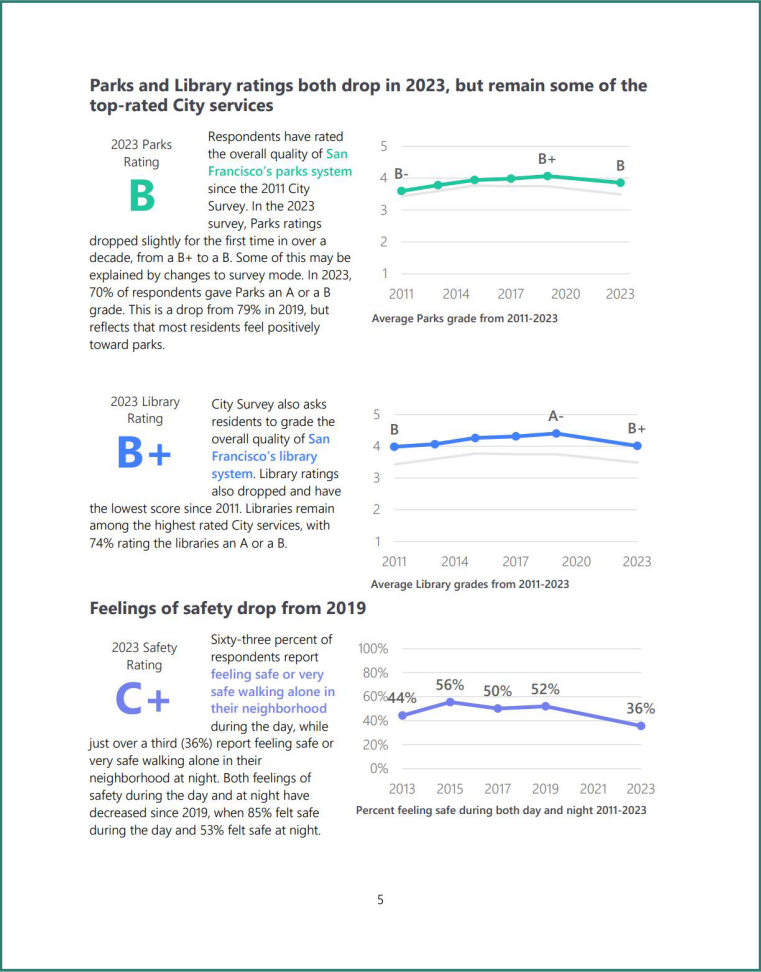 Parks and Library ratings both drop in 2023, but remain some of the
top-rated City services
2023 Parks
Rating
B
Respondents have rated
the overall quality of San
Francisco's parks system
since the 2011 City
Survey. In the 2023
survey, Parks ratings
dropped slightly for the first time in over a
decade, from a B+ to a B. Some of this may be
explained by changes to survey mode. In 2023,
70% of respondents gave Parks an A or a B
grade. This is a drop from 79% in 2019, but
reflects that most residents feel positively
toward parks.
5
4
3
2
1
B-
B+
B
2011 2014 2017 2020 2023
Average Parks grade from 2011-2023
2023 Library
Rating
B+
City Survey also asks
residents to grade the
overall quality of San
Francisco's library
system. Library ratings
also dropped and have
the lowest score since 2011. Libraries remain
among the highest rated City services, with
74% rating the libraries an A or a B.
5
4
3
2
1
B
A-
B+
2011 2014 2017 2020 2023
Average Library grades from 2011-2023
Feelings of safety drop from 2019
2023 Safety
Rating
C+
Sixty-three percent of
respondents report
feeling safe or very
safe walking alone in
their neighborhood
during the day, while
just over a third (36%) report feeling safe or
very safe walking alone in their
neighborhood at night. Both feelings of
safety during the day and at night have
decreased since 2019, when 85% felt safe
during the day and 53% felt safe at night.
100%
80%
60%
40%
20%
0%
44%
56%
50%
52%
36%
2013 2015 2017 2019 2021 2023
Percent feeling safe during both day and night 2011-2023
5